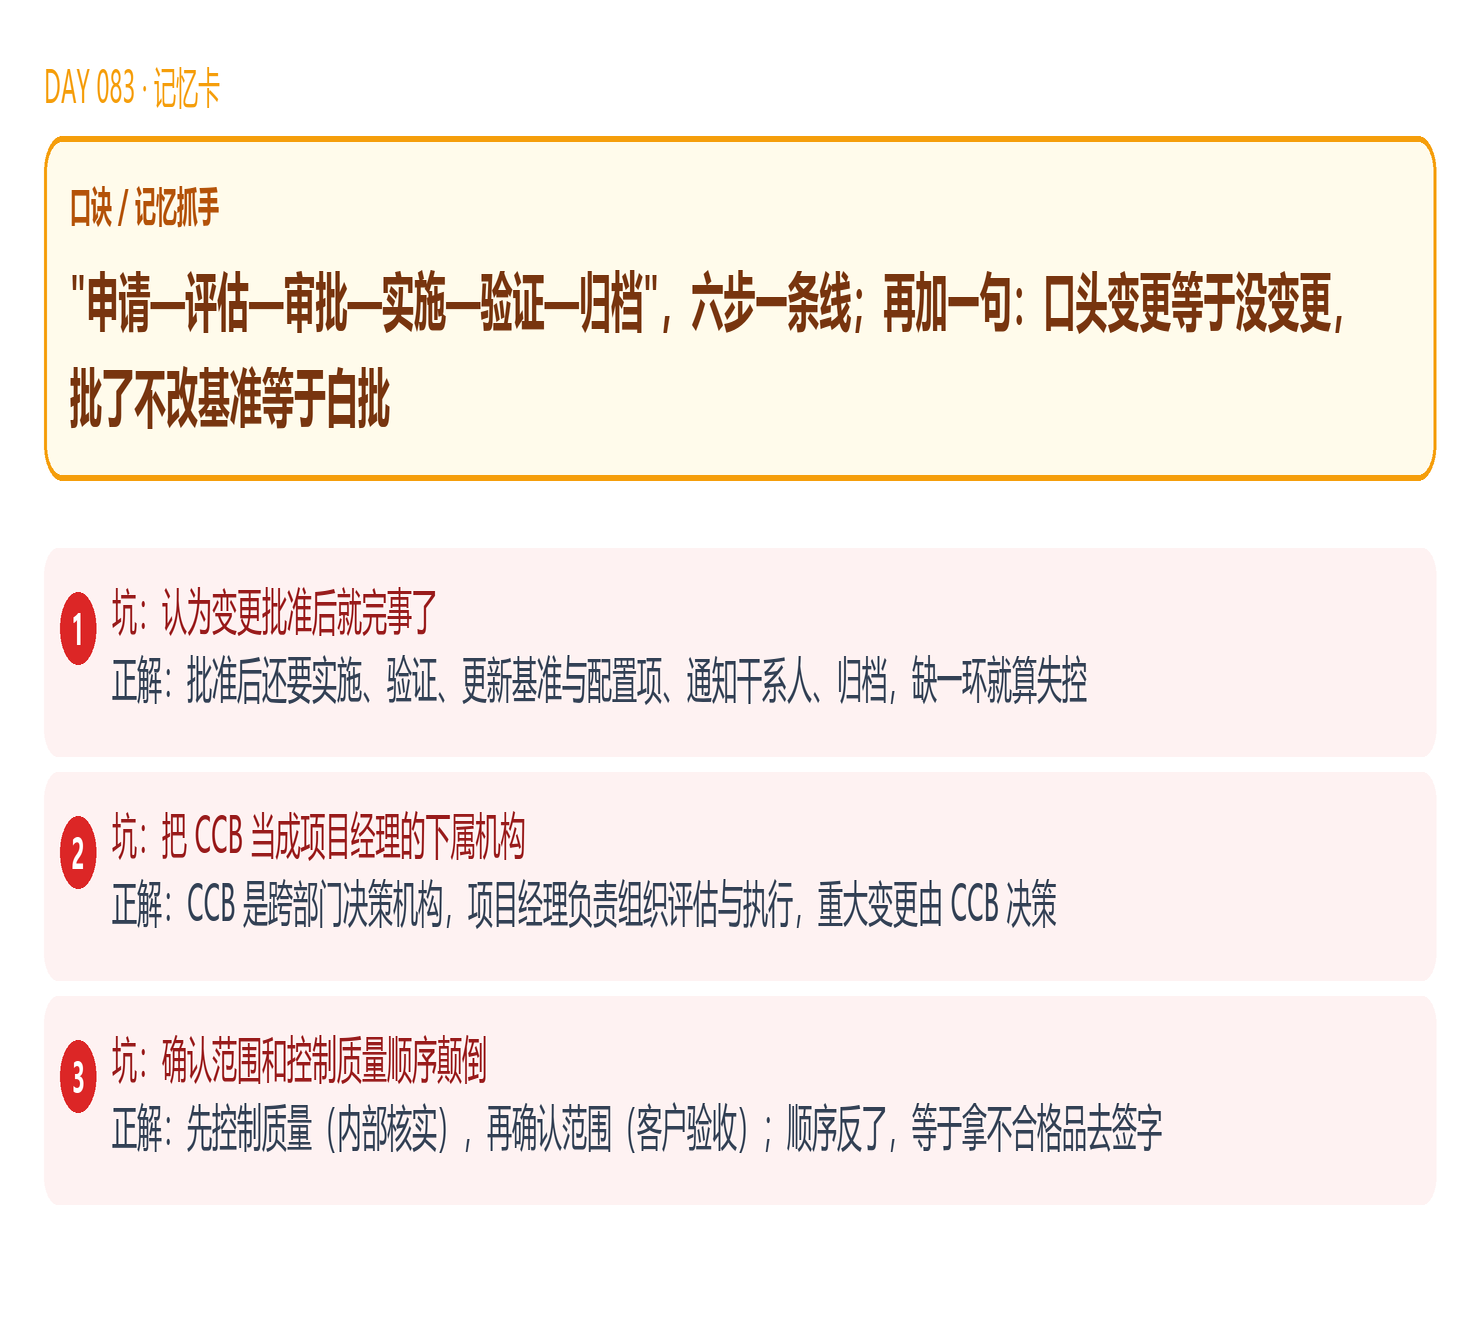 DAY 083 · 记忆卡
口诀 / 记忆抓手
"申请—评估—审批—实施—验证—归档"，六步一条线；再加一句：口头变更等于没变更，
批了不改基准等于白批
1
坑：认为变更批准后就完事了
正解：批准后还要实施、验证、更新基准与配置项、通知干系人、归档，缺一环就算失控
2
坑：把 CCB 当成项目经理的下属机构
正解：CCB 是跨部门决策机构，项目经理负责组织评估与执行，重大变更由 CCB 决策
3
坑：确认范围和控制质量顺序颠倒
正解：先控制质量（内部核实），再确认范围（客户验收）；顺序反了，等于拿不合格品去签字